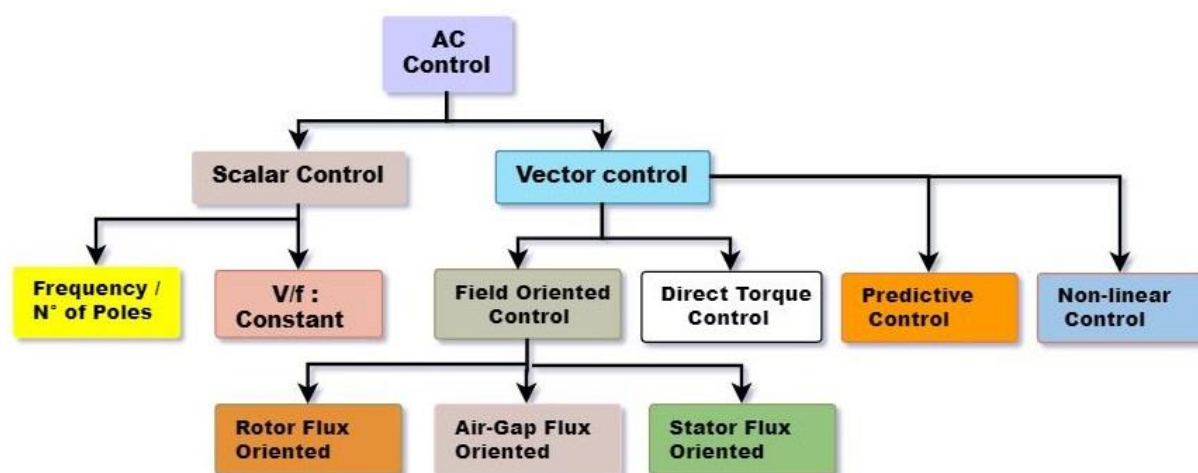 AC
Control
Scalar Control
Vector control
Frequency /
N° of Poles
V/f :
Constant
Field Oriented
Control
Direct Torque
Control
Predictive
Control
Non-linear
Control
Rotor Flux
Oriented
Air-Gap Flux
Oriented
Stator Flux
Oriented